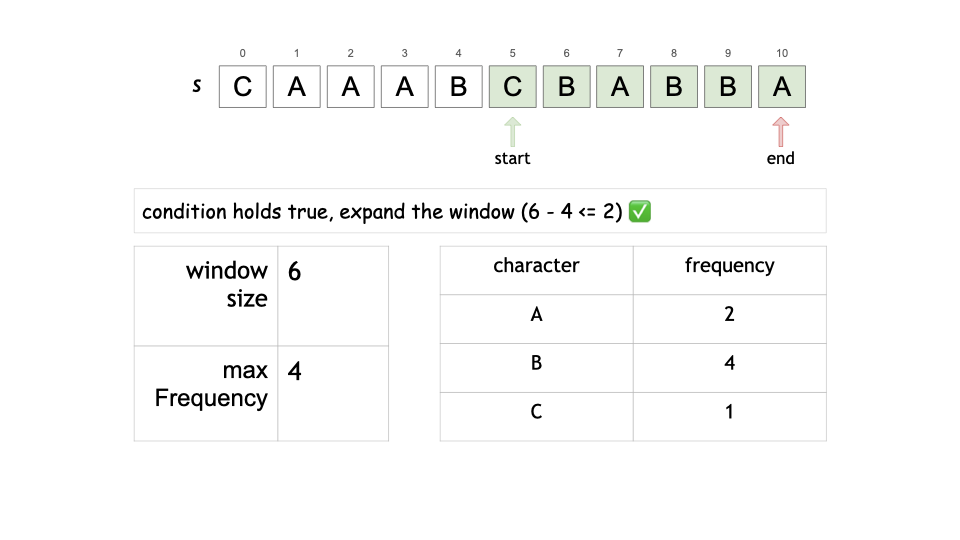 0 1 2 3 4 5 6 7 8 9 10
s C A A A B C B A B B A
start end
condition holds true, expand the window (6 - 4 <= 2) ✅
window size 6
max Frequency 4
character frequency
A 2
B 4
C 1